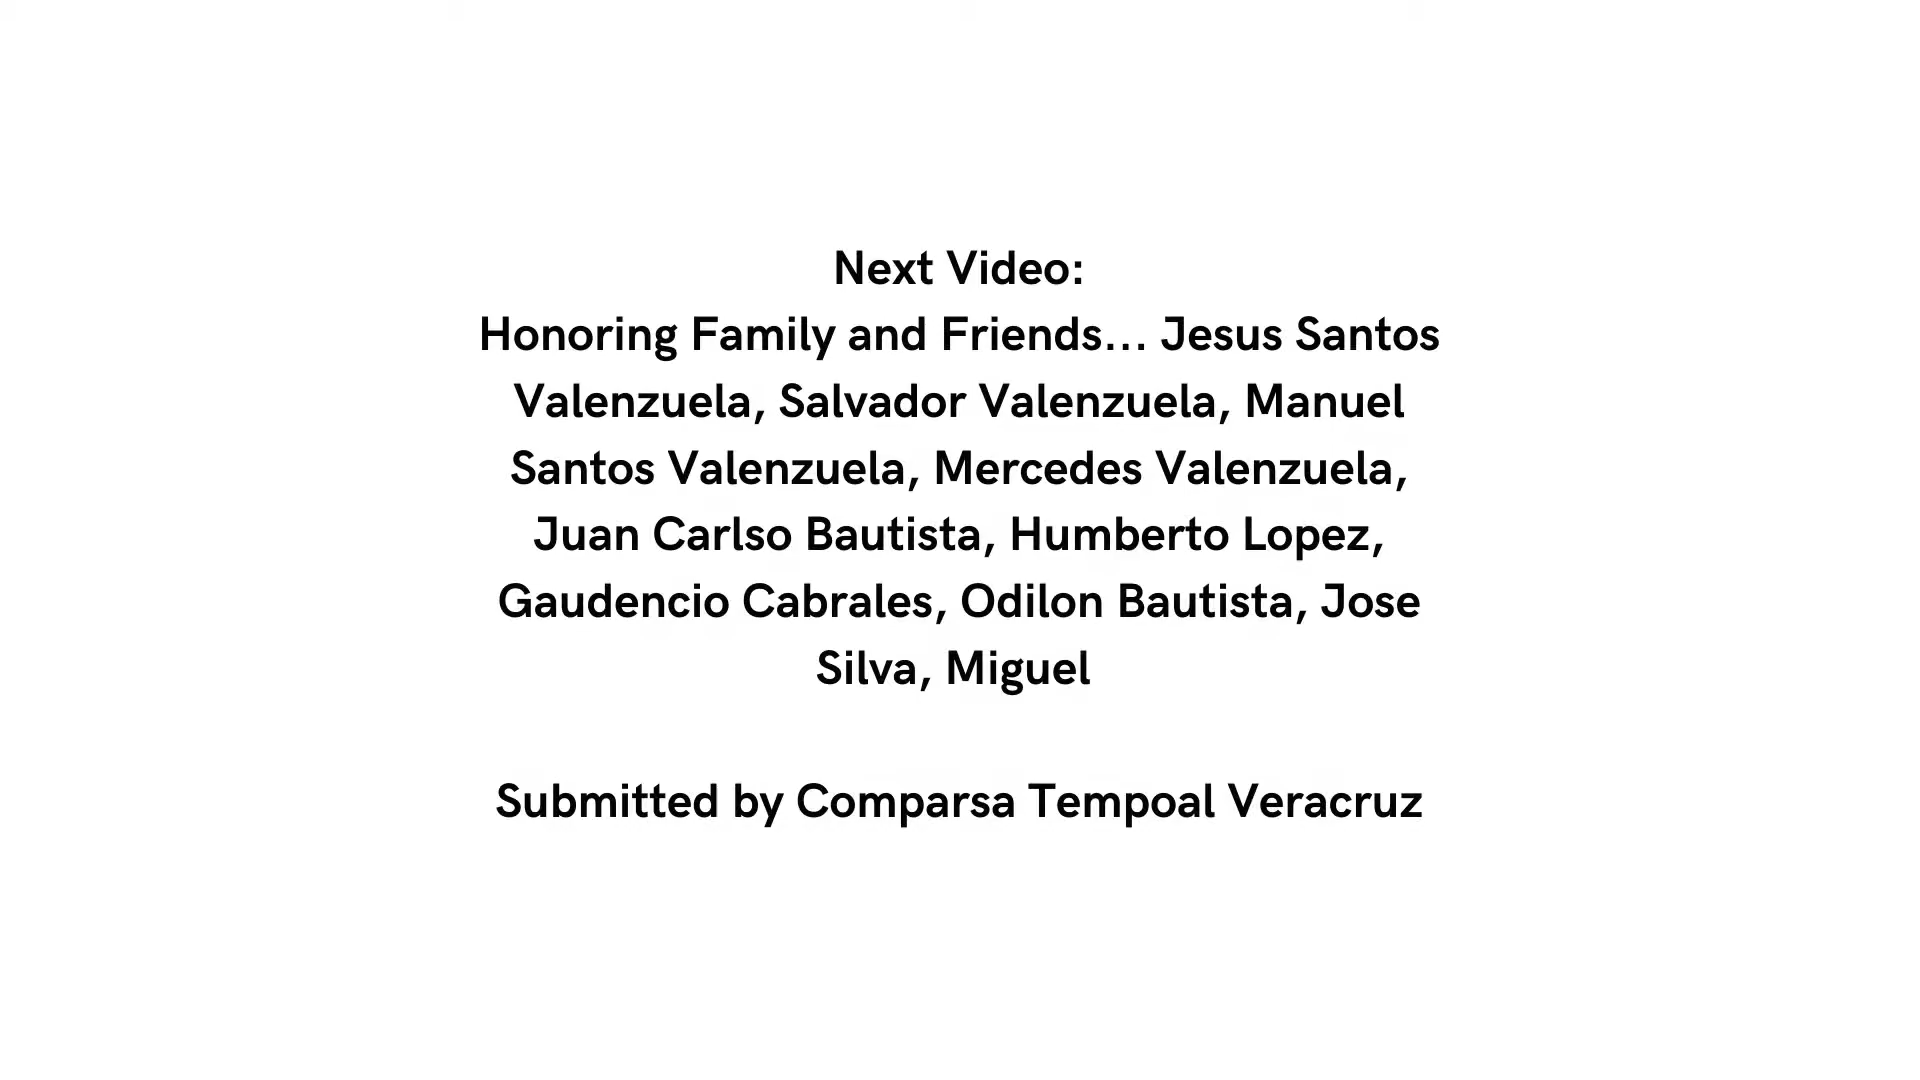 Next Video:
Honoring Family and Friends... Jesus Santos
Valenzuela, Salvador Valenzuela, Manuel
Santos Valenzuela, Mercedes Valenzuela,
Juan Carlso Bautista, Humberto Lopez,
Gaudencio Cabrales, Odilon Bautista, Jose
Silva, Miguel
Submitted by Comparsa Tempoal Veracruz